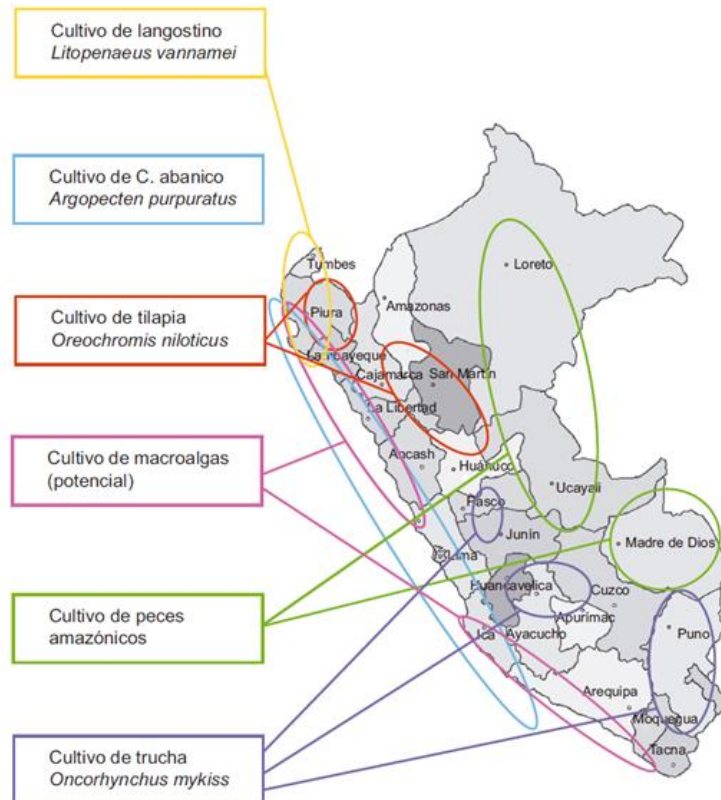 Cultivo de langostino
Litopenaeus vannamei
Cultivo de C. abanico
Argopecten purpuratus
Cultivo de tilapia
Oreochromis niloticus
Cultivo de macroalgas
(potencial)
Cultivo de peces
amazónicos
Cultivo de trucha
Oncorhynchus mykiss
Tumbes
Loreto
Piura
Amazonas
Lambayeque
Cajamarca
San Martín
La Libertad
Ancash
Huánuco
Ucayali
Pasco
Junín
Madre de Dios
Lima
Huancavelica
Cuzco
Apurimac
Ica
Ayacucho
Puno
Arequipa
Moquegua
Tacna